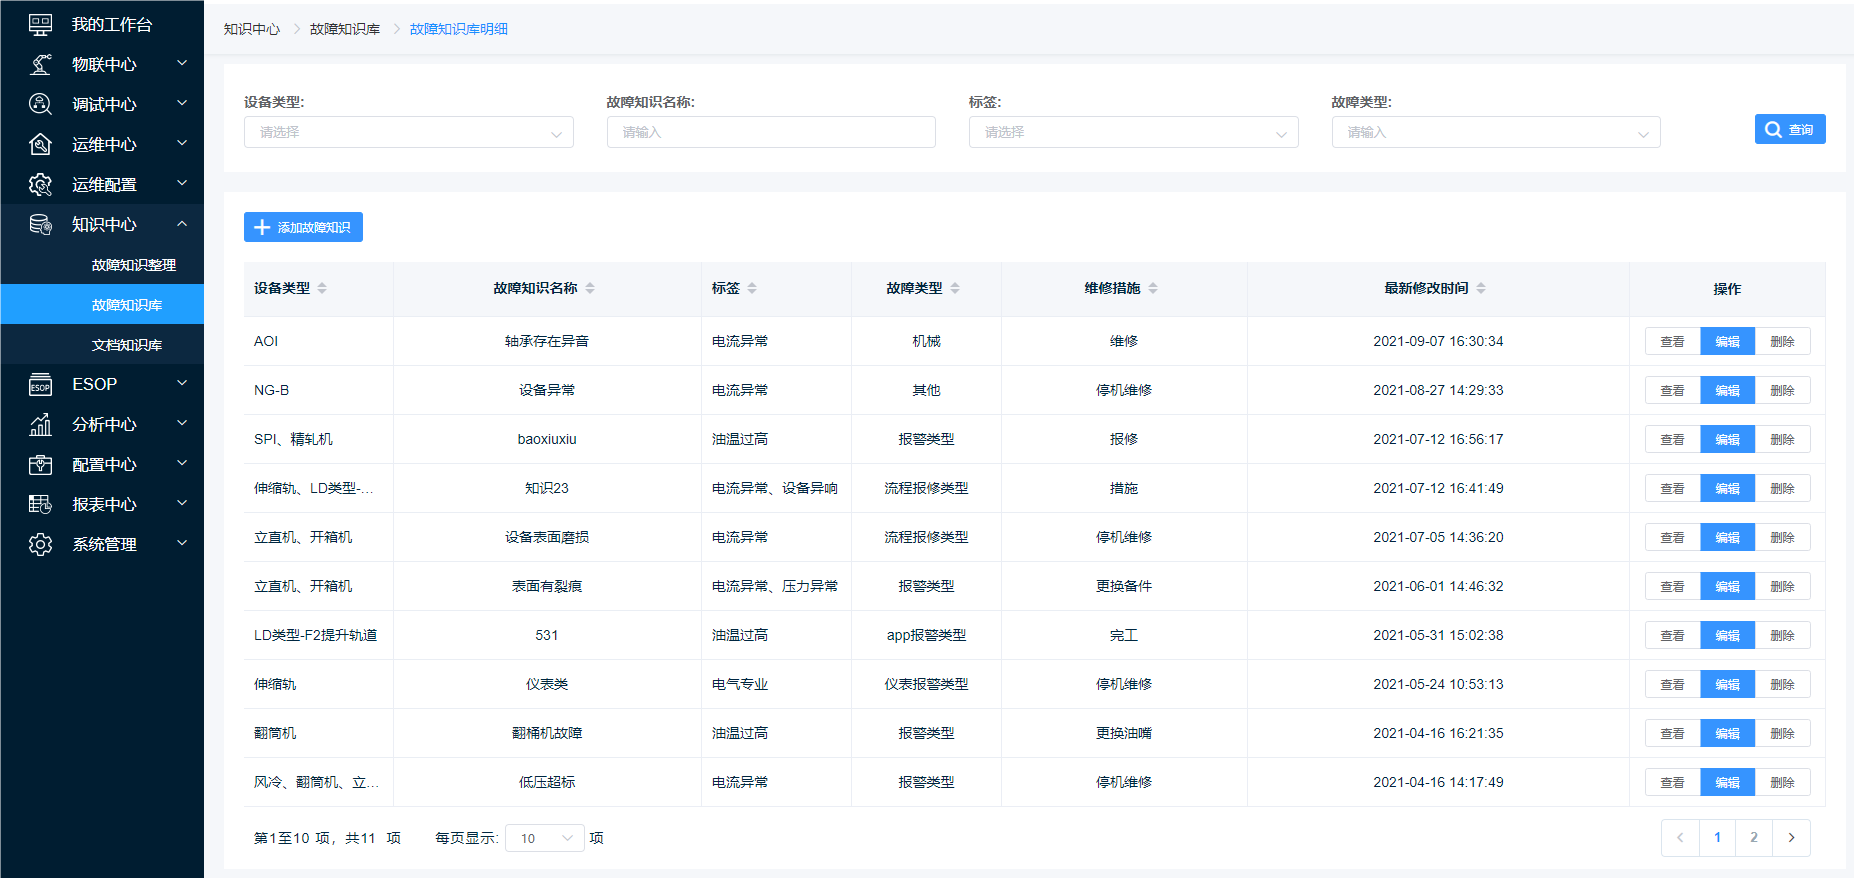 我的工作台
物联中心
调试中心
运维中心
运维配置
知识中心
故障知识整理
故障知识库
文档知识库
ESOP
分析中心
配置中心
报表中心
系统管理
知识中心 > 故障知识库 > 故障知识库明细
设备类型: 故障知识名称: 标签: 故障类型:
请选择 请输入 请选择 请输入 查询
添加故障知识
设备类型 故障知识名称 标签 故障类型 维修措施 最新修改时间 操作
AOI 轴承存在异音 电流异常 机械 维修 2021-09-07 16:30:34 查看 编辑 删除
NG-B 设备异常 电流异常 其他 停机维修 2021-08-27 14:29:33 查看 编辑 删除
SPI、精轧机 baoxiuxiu 油温过高 报警类型 报修 2021-07-12 16:56:17 查看 编辑 删除
伸缩轨、LD类型-... 知识23 电流异常、设备异响 流程报修类型 措施 2021-07-12 16:41:49 查看 编辑 删除
立直机、开箱机 设备表面磨损 电流异常 流程报修类型 停机维修 2021-07-05 14:36:20 查看 编辑 删除
立直机、开箱机 表面有裂痕 电流异常、压力异常 报警类型 更换备件 2021-06-01 14:46:32 查看 编辑 删除
LD类型-F2提升轨道 531 油温过高 app报警类型 完工 2021-05-31 15:02:38 查看 编辑 删除
伸缩轨 仪表类 电气专业 仪表报警类型 停机维修 2021-05-24 10:53:13 查看 编辑 删除
翻筒机 翻桶机故障 油温过高 报警类型 更换油嘴 2021-04-16 16:21:35 查看 编辑 删除
风冷、翻筒机、立... 低压超标 电流异常 报警类型 停机维修 2021-04-16 14:17:49 查看 编辑 删除
第1至10 项，共11 项 每页显示: 10 项 < 1 2 >